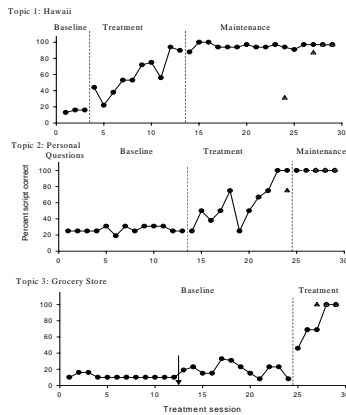 Topic 1: Hawaii
Baseline Treatment Maintenance
100
80
60
40
20
0
0 5 10 15 20 25 30
Topic 2: Personal
Questions Baseline Treatment Maintenance
Percent script correct
100
80
60
40
20
0
0 5 10 15 20 25 30
Topic 3: Grocery Store
Baseline Treatment
100
80
60
40
20
0
0 5 10 15 20 25 30
Treatment session